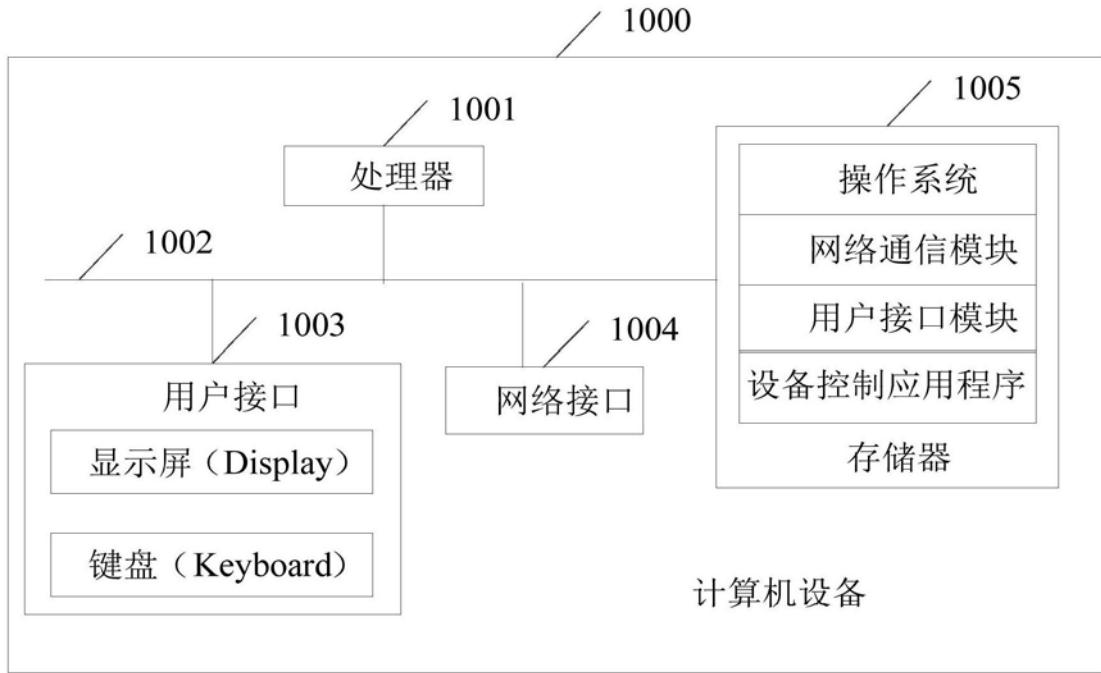 1000
1005
1001
处理器
操作系统
1002
网络通信模块
1003
1004
用户接口模块
用户接口
网络接口
设备控制应用程序
显示屏（Display）
存储器
键盘（Keyboard）
计算机设备